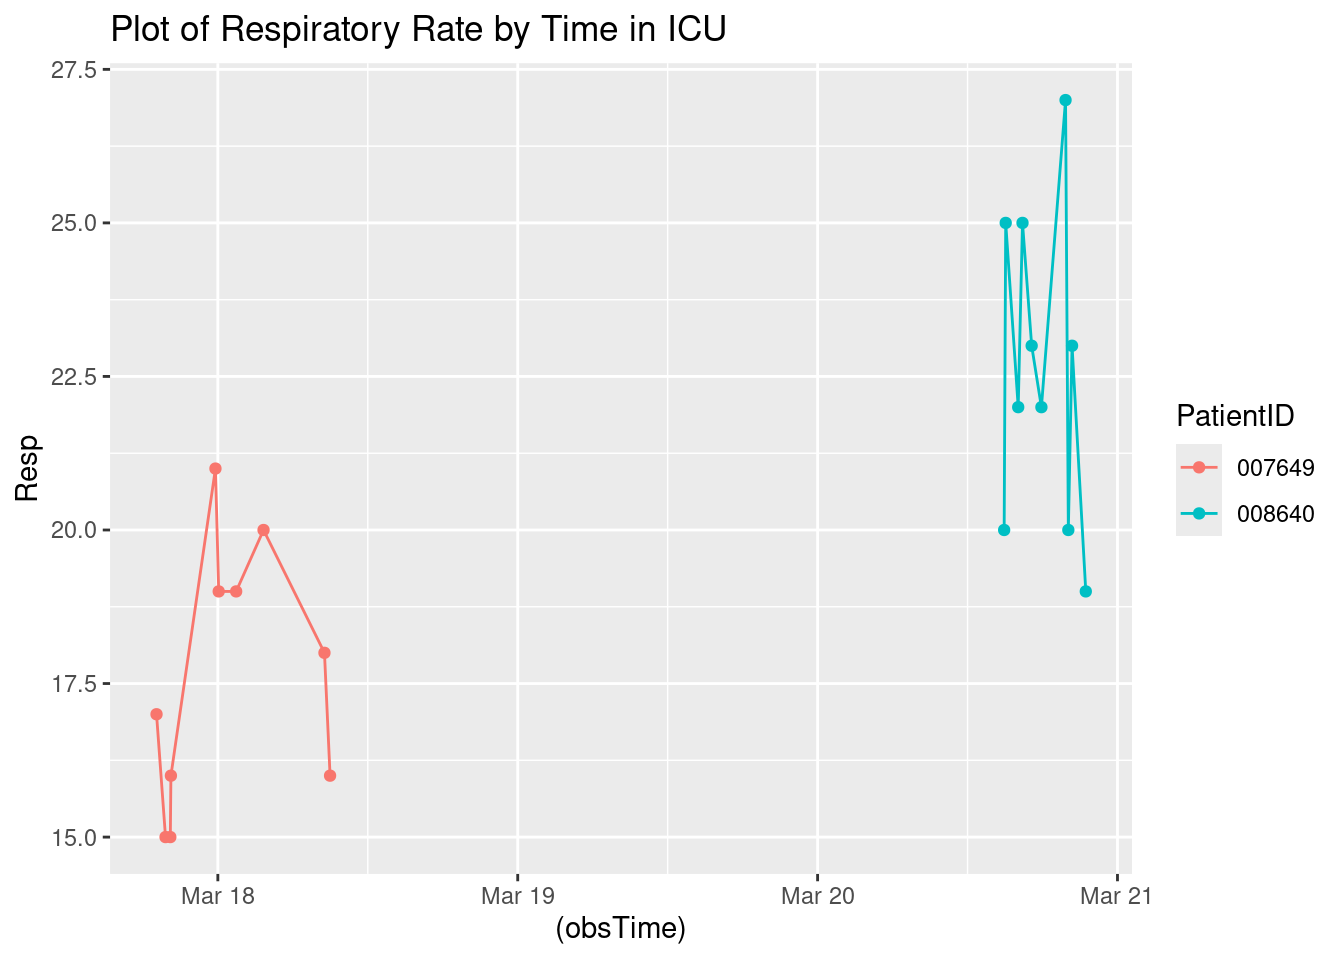 Plot of Respiratory Rate by Time in ICU
27.5
25.0
22.5
20.0
17.5
15.0
Resp
Mar 18
Mar 19
Mar 20
Mar 21
(obsTime)
PatientID
007649
008640